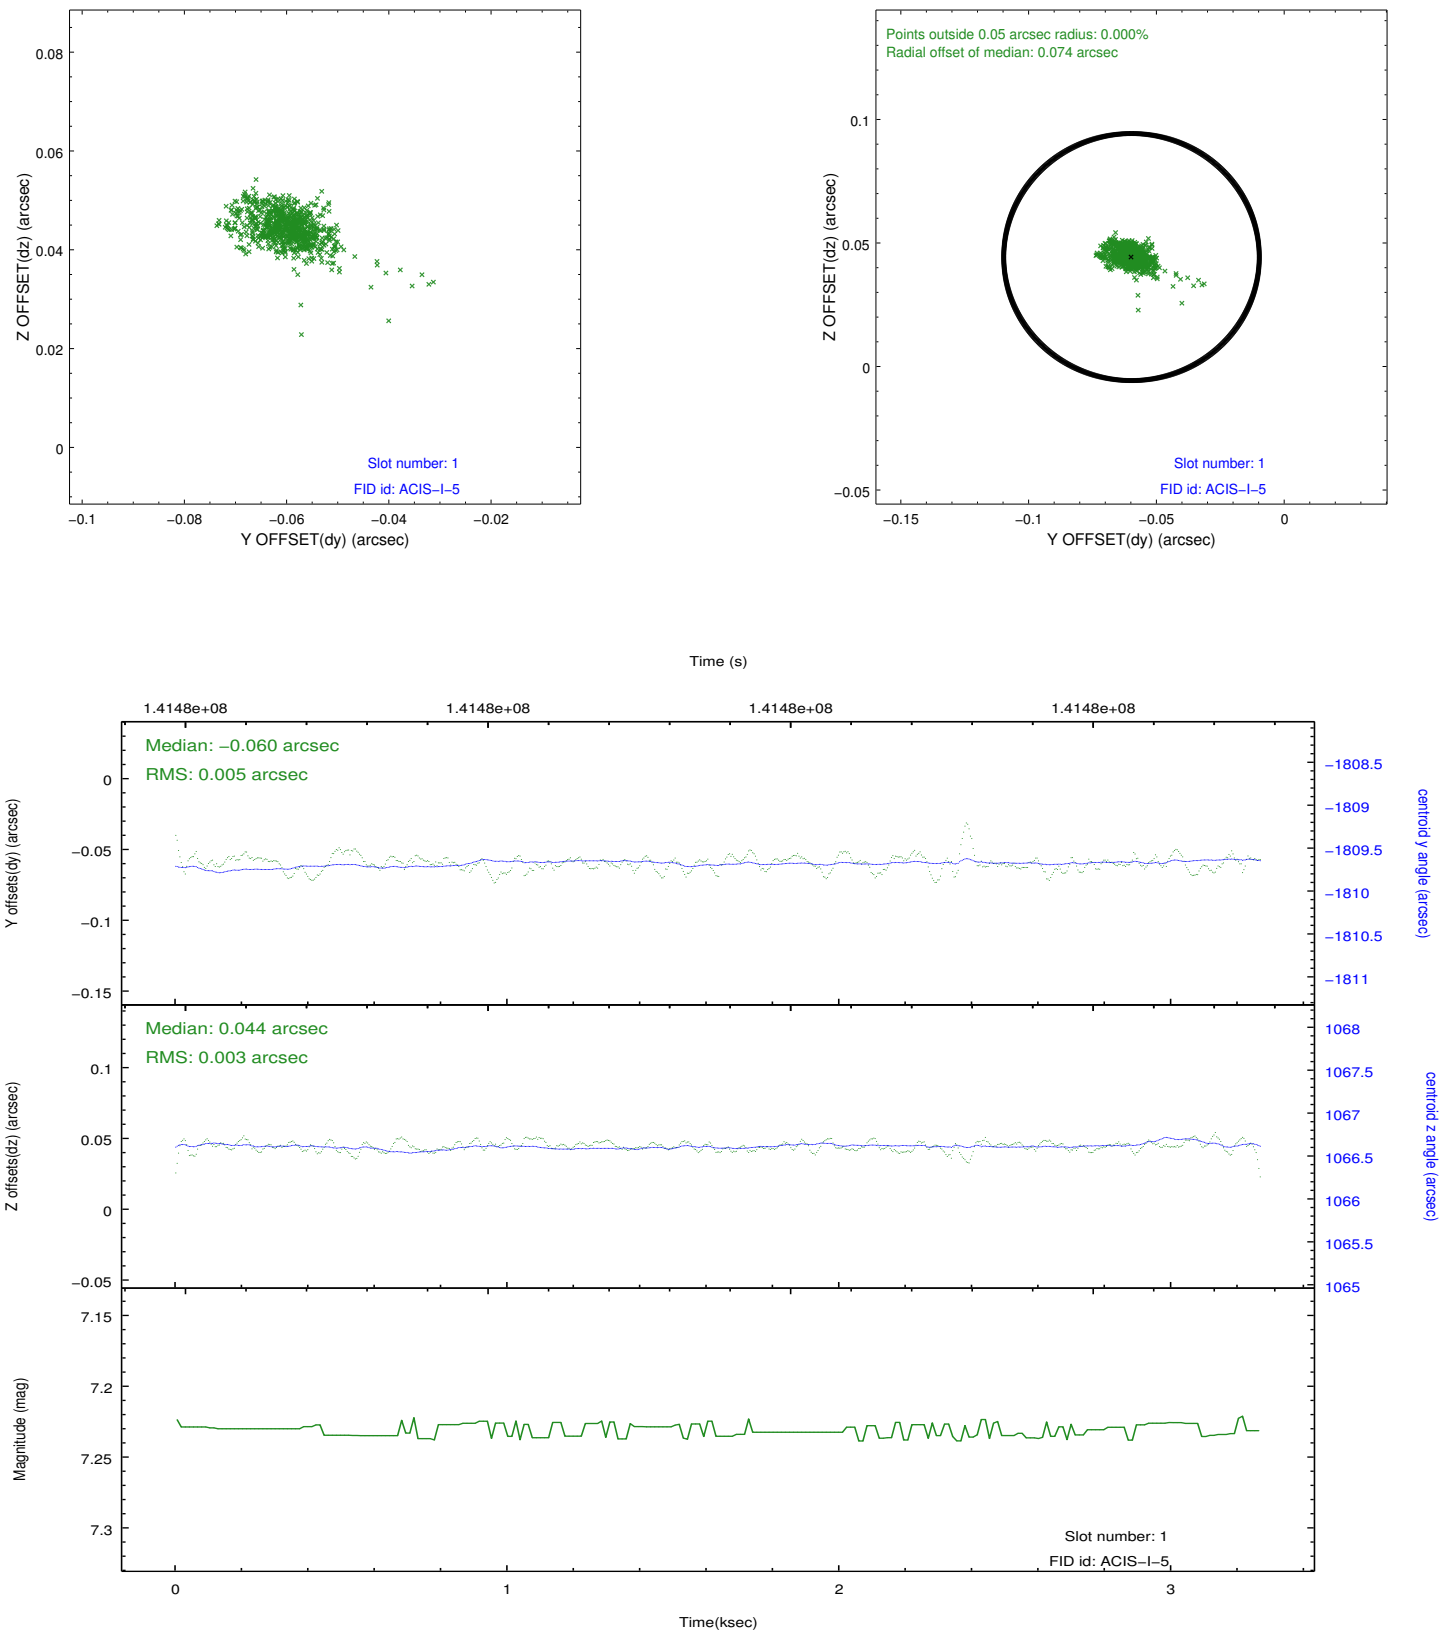 0.08
0.06
0.04
0.02
0
Z OFFSET(dz) (arcsec)
Slot number: 1
FID id: ACIS−I−5
−0.1
−0.08
−0.06
−0.04
−0.02
Y OFFSET(dy) (arcsec)
Points outside 0.05 arcsec radius: 0.000%
Radial offset of median: 0.074 arcsec
0.1
0.05
0
−0.05
Z OFFSET(dz) (arcsec)
Slot number: 1
FID id: ACIS−I−5
−0.15
−0.1
−0.05
0
Y OFFSET(dy) (arcsec)
Time (s)
1.4148e+08
1.4148e+08
1.4148e+08
1.4148e+08
Median: −0.060 arcsec
RMS: 0.005 arcsec
0
−0.05
−0.1
−0.15
Y offsets(dy) (arcsec)
−1808.5
−1809
−1809.5
−1810
−1810.5
−1811
centroid y angle (arcsec)
Median: 0.044 arcsec
RMS: 0.003 arcsec
0.1
0.05
0
−0.05
Z offsets(dz) (arcsec)
1068
1067.5
1067
1066.5
1066
1065.5
1065
centroid z angle (arcsec)
7.15
7.2
7.25
7.3
Magnitude (mag)
Slot number: 1
FID id: ACIS−I−5
0
1
2
3
Time(ksec)